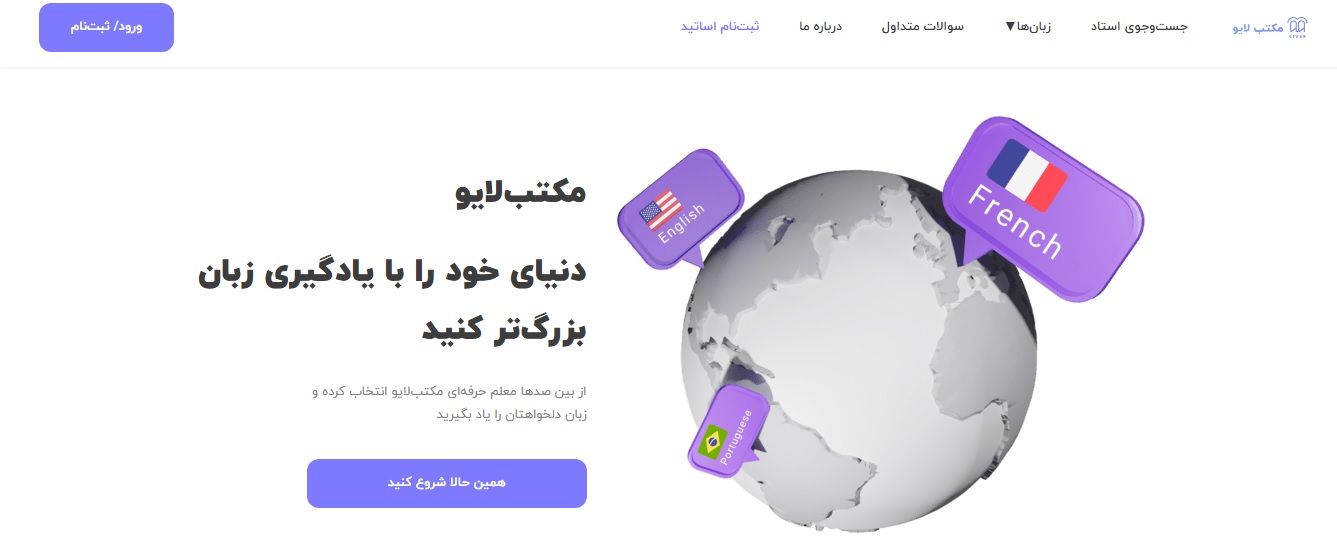 مکتب لایو
LIVEP
جست‌وجوی استاد
زبان‌ها▼
سوالات متداول
درباره ما
ثبت‌نام اساتید
ورود/ ثبت‌نام
French
English
Portuguese
مکتب‌لایو
دنیای خود را با یادگیری زبان
بزرگ‌تر کنید
از بین صدها معلم حرفه‌ای مکتب‌لایو انتخاب کرده و
زبان دلخواهتان را یاد بگیرید
همین حالا شروع کنید